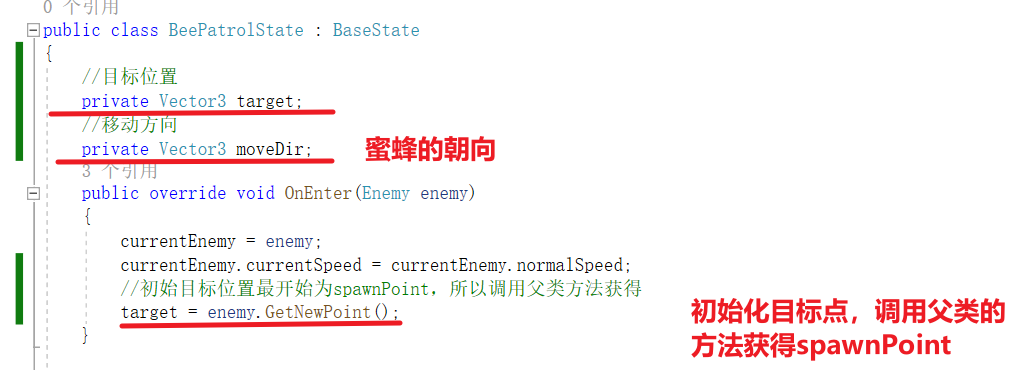 0 个引用
public class BeePatrolState : BaseState
{
//目标位置
private Vector3 target;
//移动方向
private Vector3 moveDir;
蜜蜂的朝向
3 个引用
public override void OnEnter(Enemy enemy)
{
currentEnemy = enemy;
currentEnemy.currentSpeed = currentEnemy.normalSpeed;
//初始目标位置最开始为spawnPoint，所以调用父类方法获得
target = enemy.GetNewPoint();
}
初始化目标点，调用父类的
方法获得spawnPoint